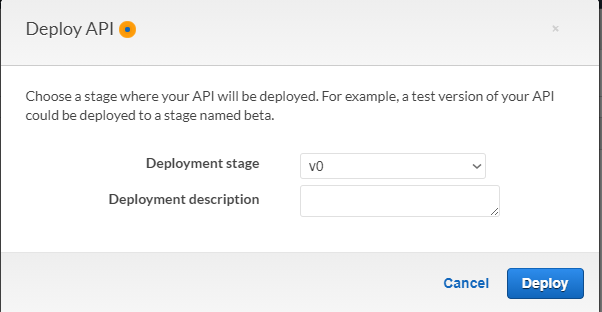 Deploy API
×
Choose a stage where your API will be deployed. For example, a test version of your API
could be deployed to a stage named beta.
Deployment stage v0
Deployment description
Cancel Deploy